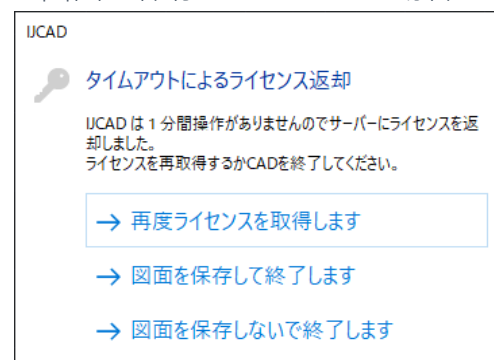 IJCAD
タイムアウトによるライセンス返却
IJCAD は 1 分間操作がありませんのでサーバーにライセンスを返
却しました。
ライセンスを再取得するかCADを終了してください。
→ 再度ライセンスを取得します
→ 図面を保存して終了します
→ 図面を保存しないで終了します